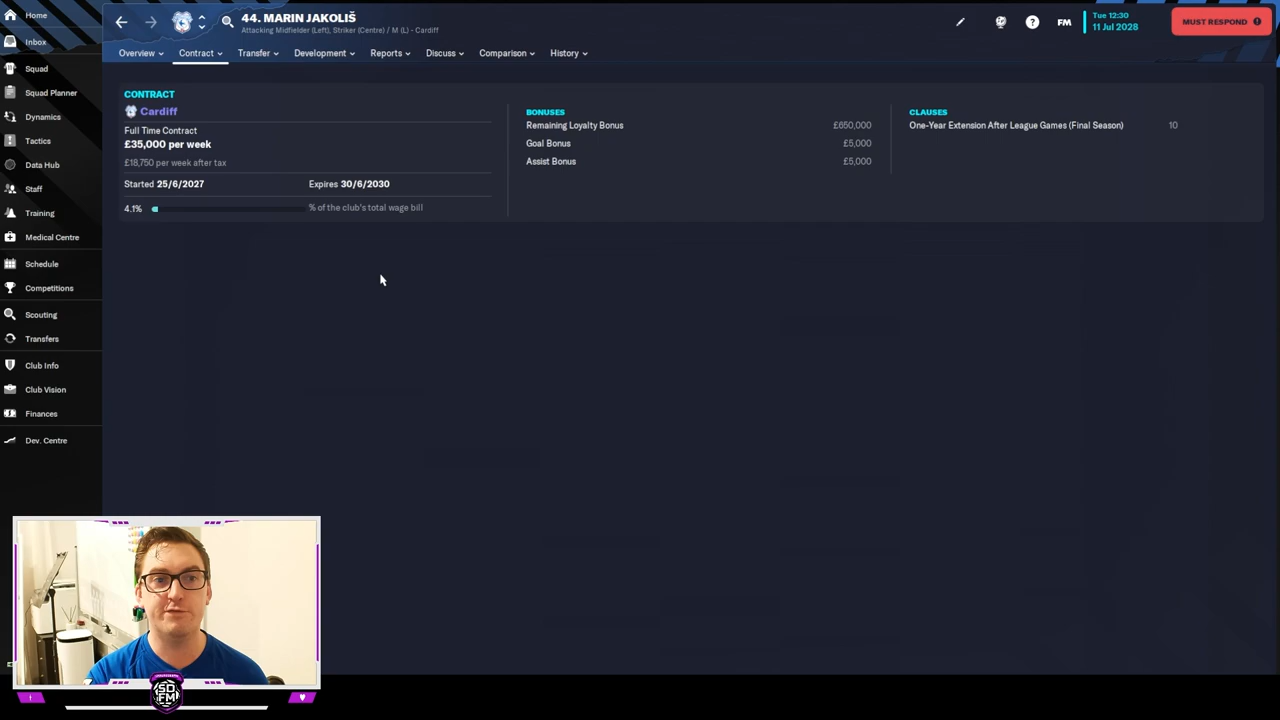 Home
Inbox
Squad
Squad Planner
Dynamics
Tactics
Data Hub
Staff
Training
Medical Centre
Schedule
Competitions
Scouting
Transfers
Club Info
Club Vision
Finances
Dev. Centre
44. MARIN JAKOLIŠ
Attacking Midfielder (Left), Striker (Centre) / M (L) - Cardiff
FM
Tue 12:30
11 Jul 2028
MUST RESPOND
Overview
Contract
Transfer
Development
Reports
Discuss
Comparison
History
CONTRACT
Cardiff
Full Time Contract
£35,000 per week
£18,750 per week after tax
Started 25/6/2027
Expires 30/6/2030
4.1%
% of the club's total wage bill
BONUSES
Remaining Loyalty Bonus £650,000
Goal Bonus £5,000
Assist Bonus £5,000
CLAUSES
One-Year Extension After League Games (Final Season) 10
SD
FM